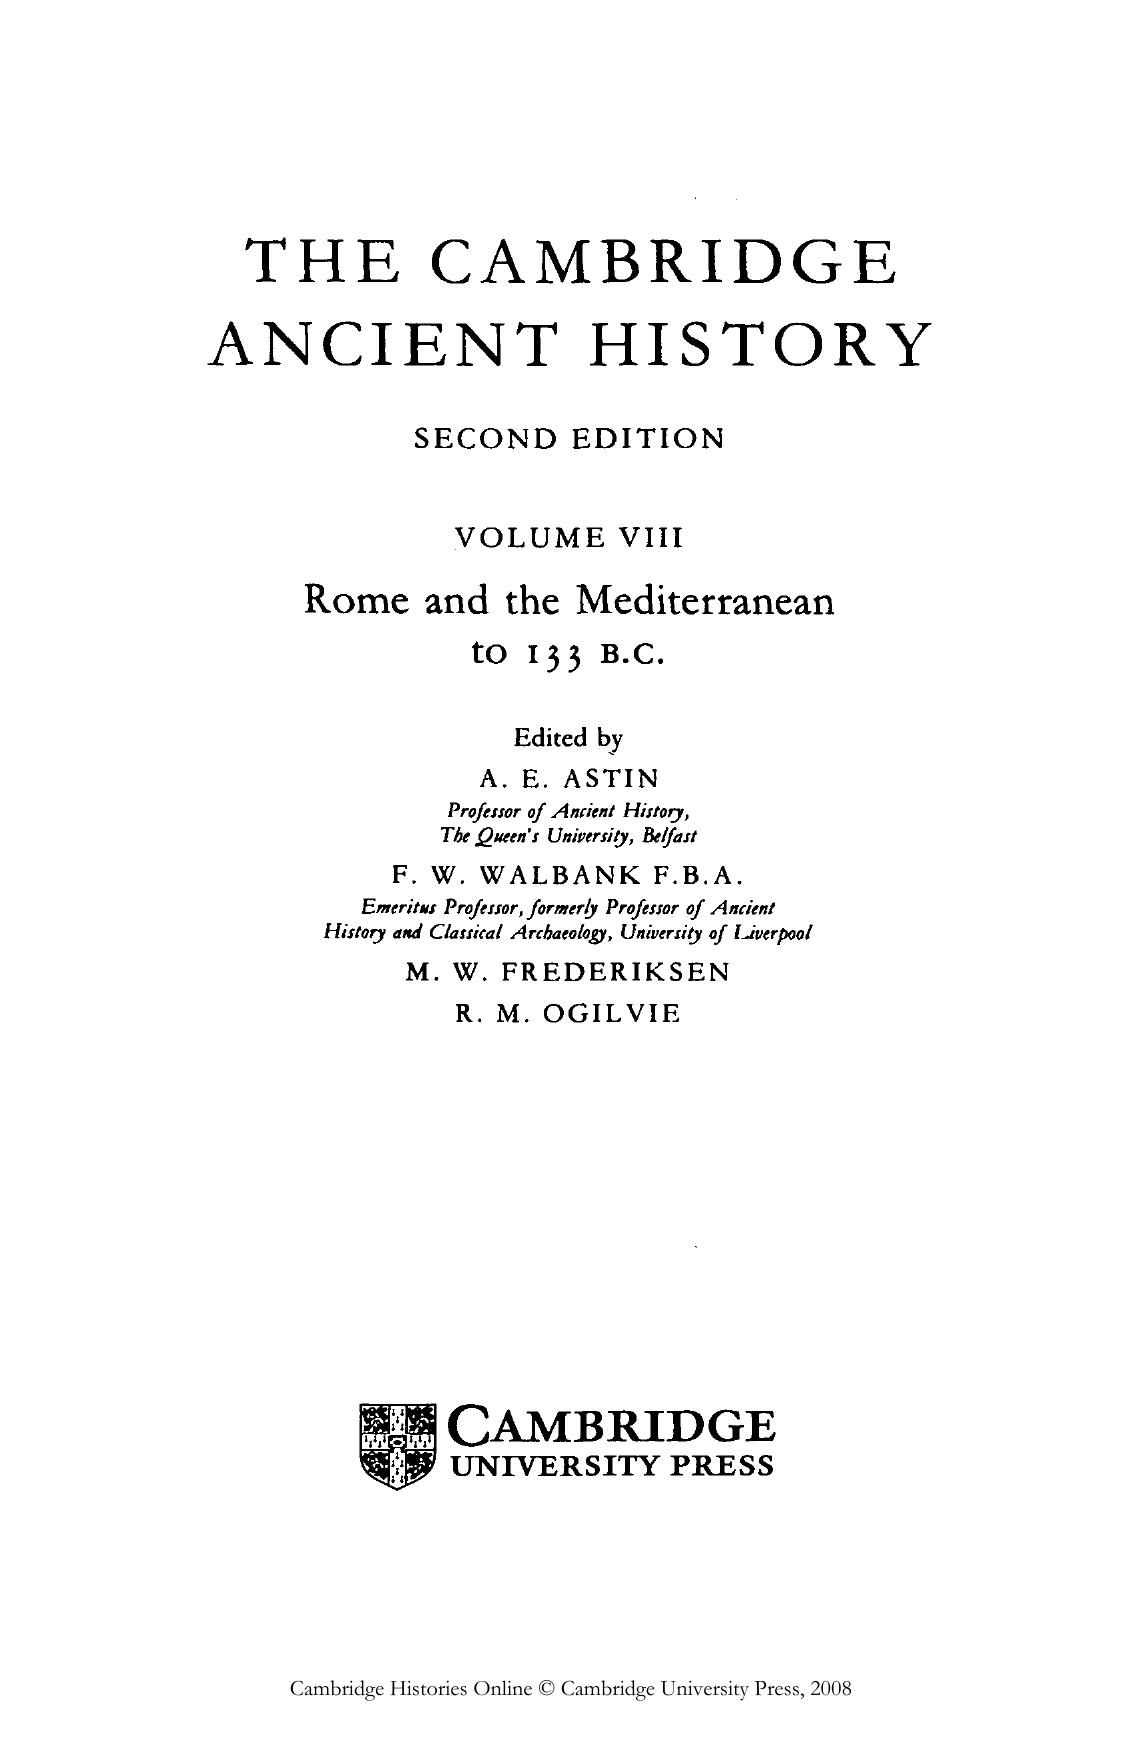 THE CAMBRIDGE
ANCIENT HISTORY
SECOND EDITION
VOLUME VIII
Rome and the Mediterranean
to 133 B.C.
Edited by
A. E. ASTIN
Professor of Ancient History,
The Queen's University, Belfast
F. W. WALBANK F.B.A.
Emeritus Professor, formerly Professor of Ancient
History and Classical Archaeology, University of Liverpool
M. W. FREDERIKSEN
R. M. OGILVIE
CAMBRIDGE
UNIVERSITY PRESS
Cambridge Histories Online © Cambridge University Press, 2008